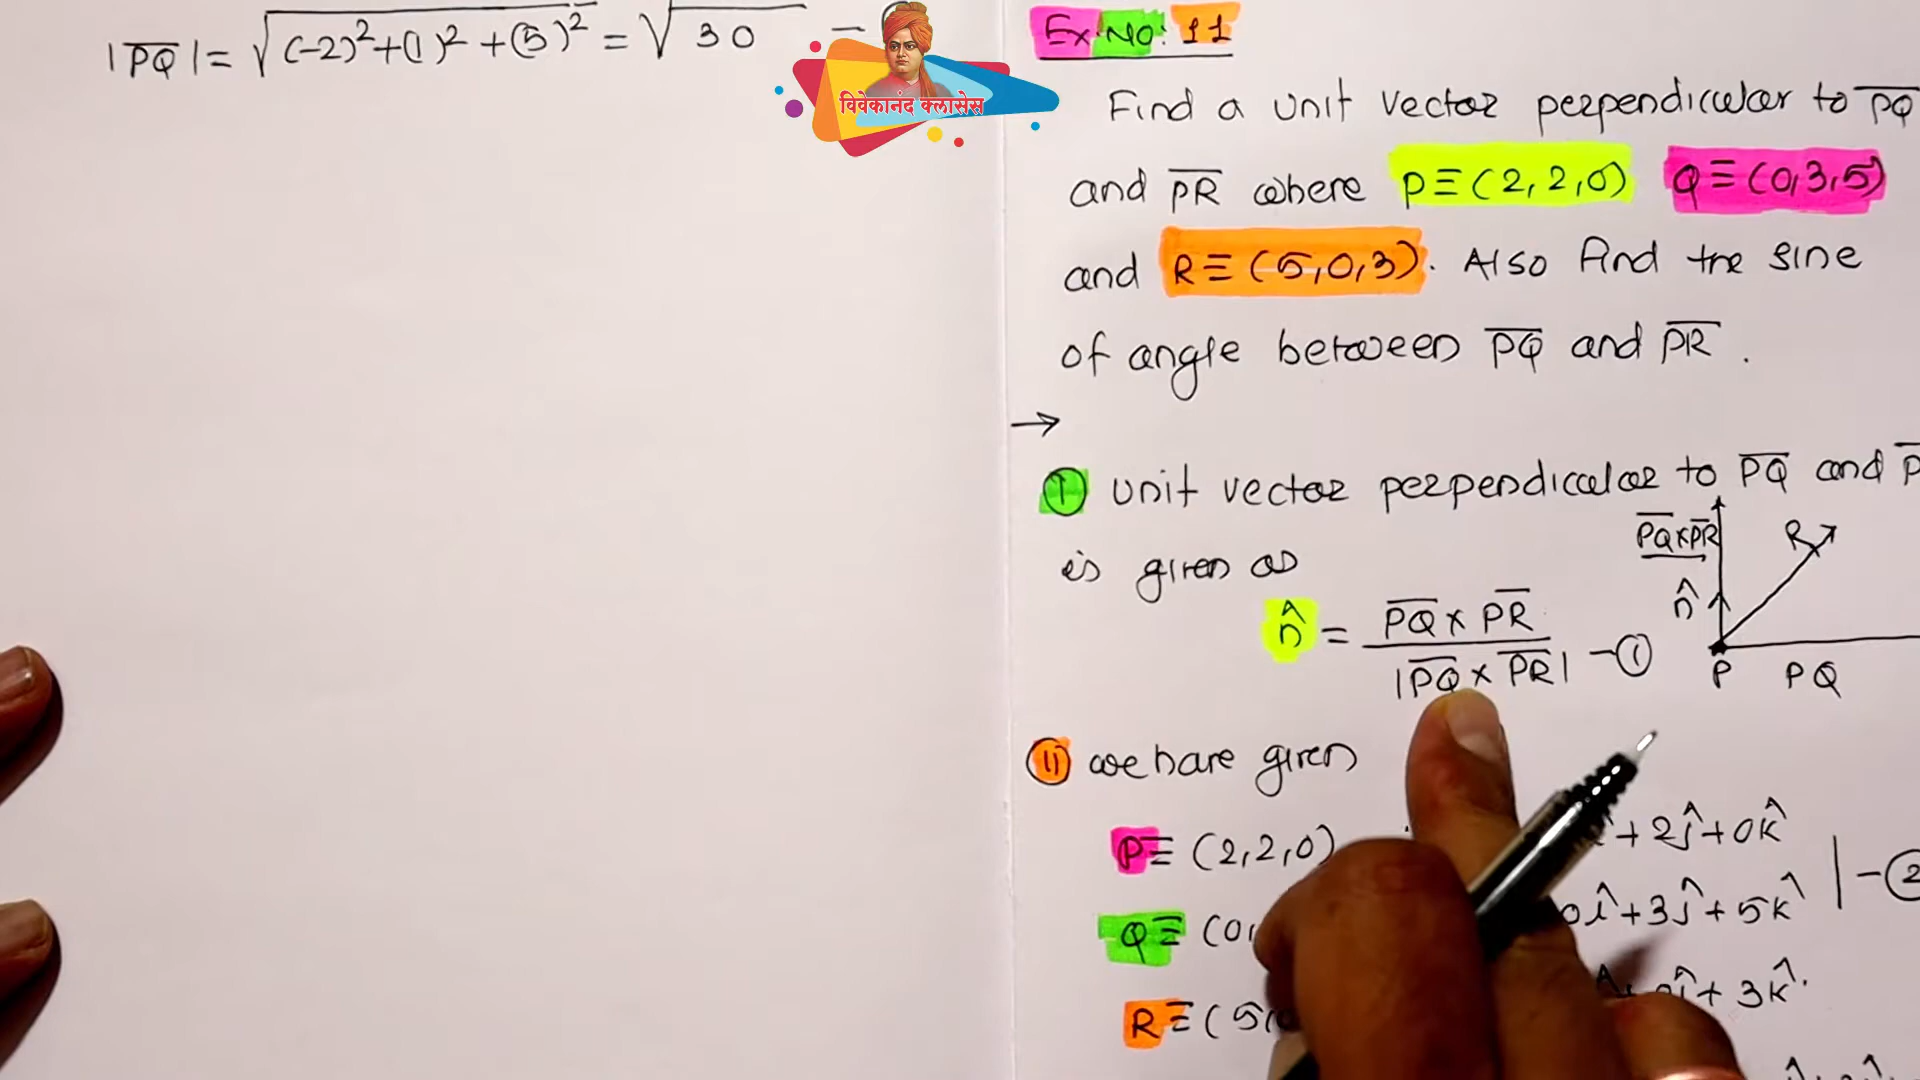 |PQ| = √(-2)²+(1)²+(5)² = √30 –
विवेकानंद क्लासेस
Ex. No: 11
Find a unit vector perpendicular to PQ
and PR where P≡(2,2,0) Q≡(0,3,5)
and R≡(5,0,3). Also find the sine
of angle between PQ and PR.
→
I unit vector perpendicular to PQ and P
is given as
n̂ = PQ × PR / |PQ × PR| –①
PQ×PR
R
n̂
P PQ
II we have given
P≡(2,2,0) +2ĵ+0k̂
Q≡(0, 0î+3ĵ+5k̂ |–②
R≡(5,0 + 3k̂.